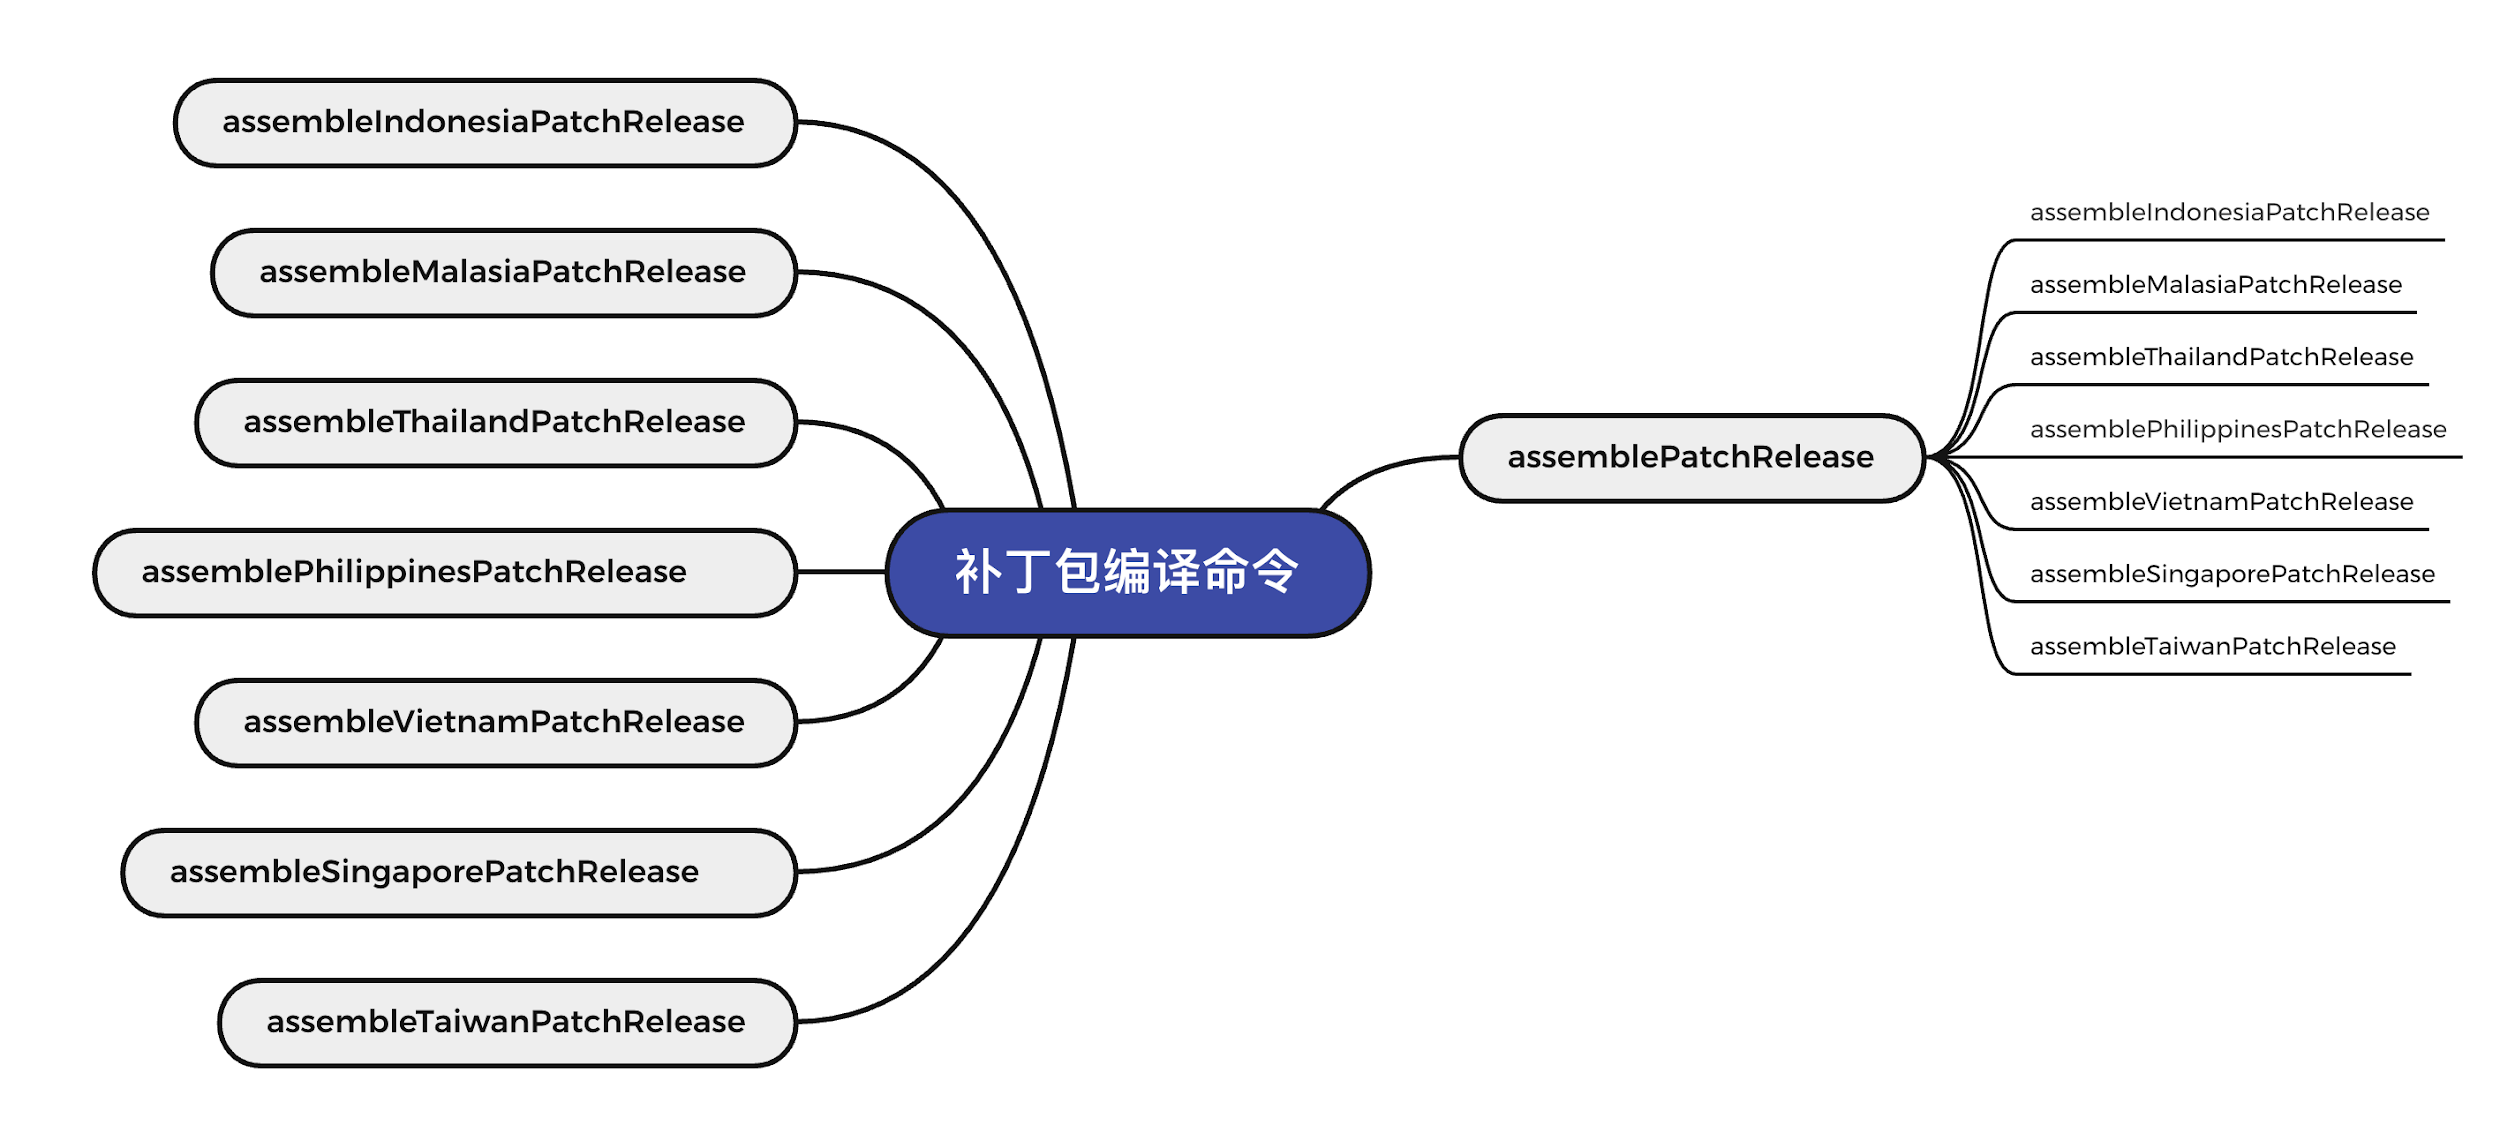 assembleIndonesiaPatchRelease
assembleMalasiaPatchRelease
assembleThailandPatchRelease
assemblePhilippinesPatchRelease
assembleVietnamPatchRelease
assembleSingaporePatchRelease
assembleTaiwanPatchRelease
补丁包编译命令
assemblePatchRelease
assembleIndonesiaPatchRelease
assembleMalasiaPatchRelease
assembleThailandPatchRelease
assemblePhilippinesPatchRelease
assembleVietnamPatchRelease
assembleSingaporePatchRelease
assembleTaiwanPatchRelease